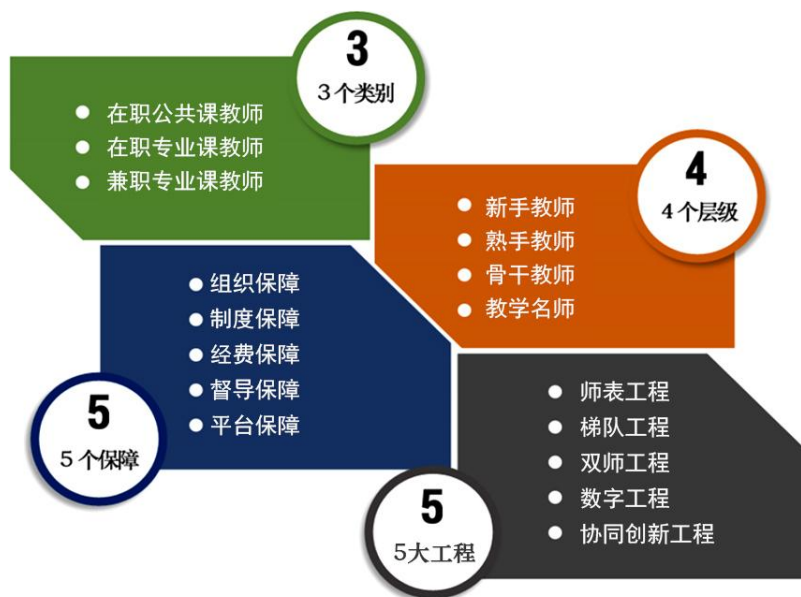 3
3个类别
在职公共课教师
在职专业课教师
兼职专业课教师
4
4个层级
新手教师
熟手教师
骨干教师
教学名师
组织保障
制度保障
经费保障
督导保障
平台保障
5
5个保障
师表工程
梯队工程
双师工程
数字工程
协同创新工程
5
5大工程